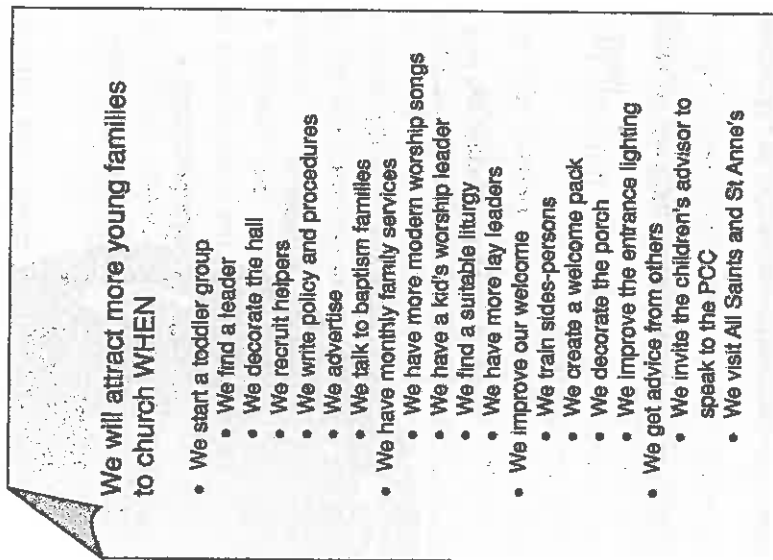 We will attract more young families
to church WHEN
• We start a toddler group
• We find a leader
• We decorate the hall
• We recruit helpers
• We write policy and procedures
• We advertise
• We talk to baptism families
• We have monthly family services
• We have more modern worship songs
• We have a kid's worship leader
• We find a suitable liturgy
• We have more lay leaders
• We improve our welcome
• We train sides-persons
• We create a welcome pack
• We decorate the porch
• We improve the entrance lighting
• We get advice from others
• We invite the children's advisor to
speak to the PCC
• We visit All Saints and St Anne's